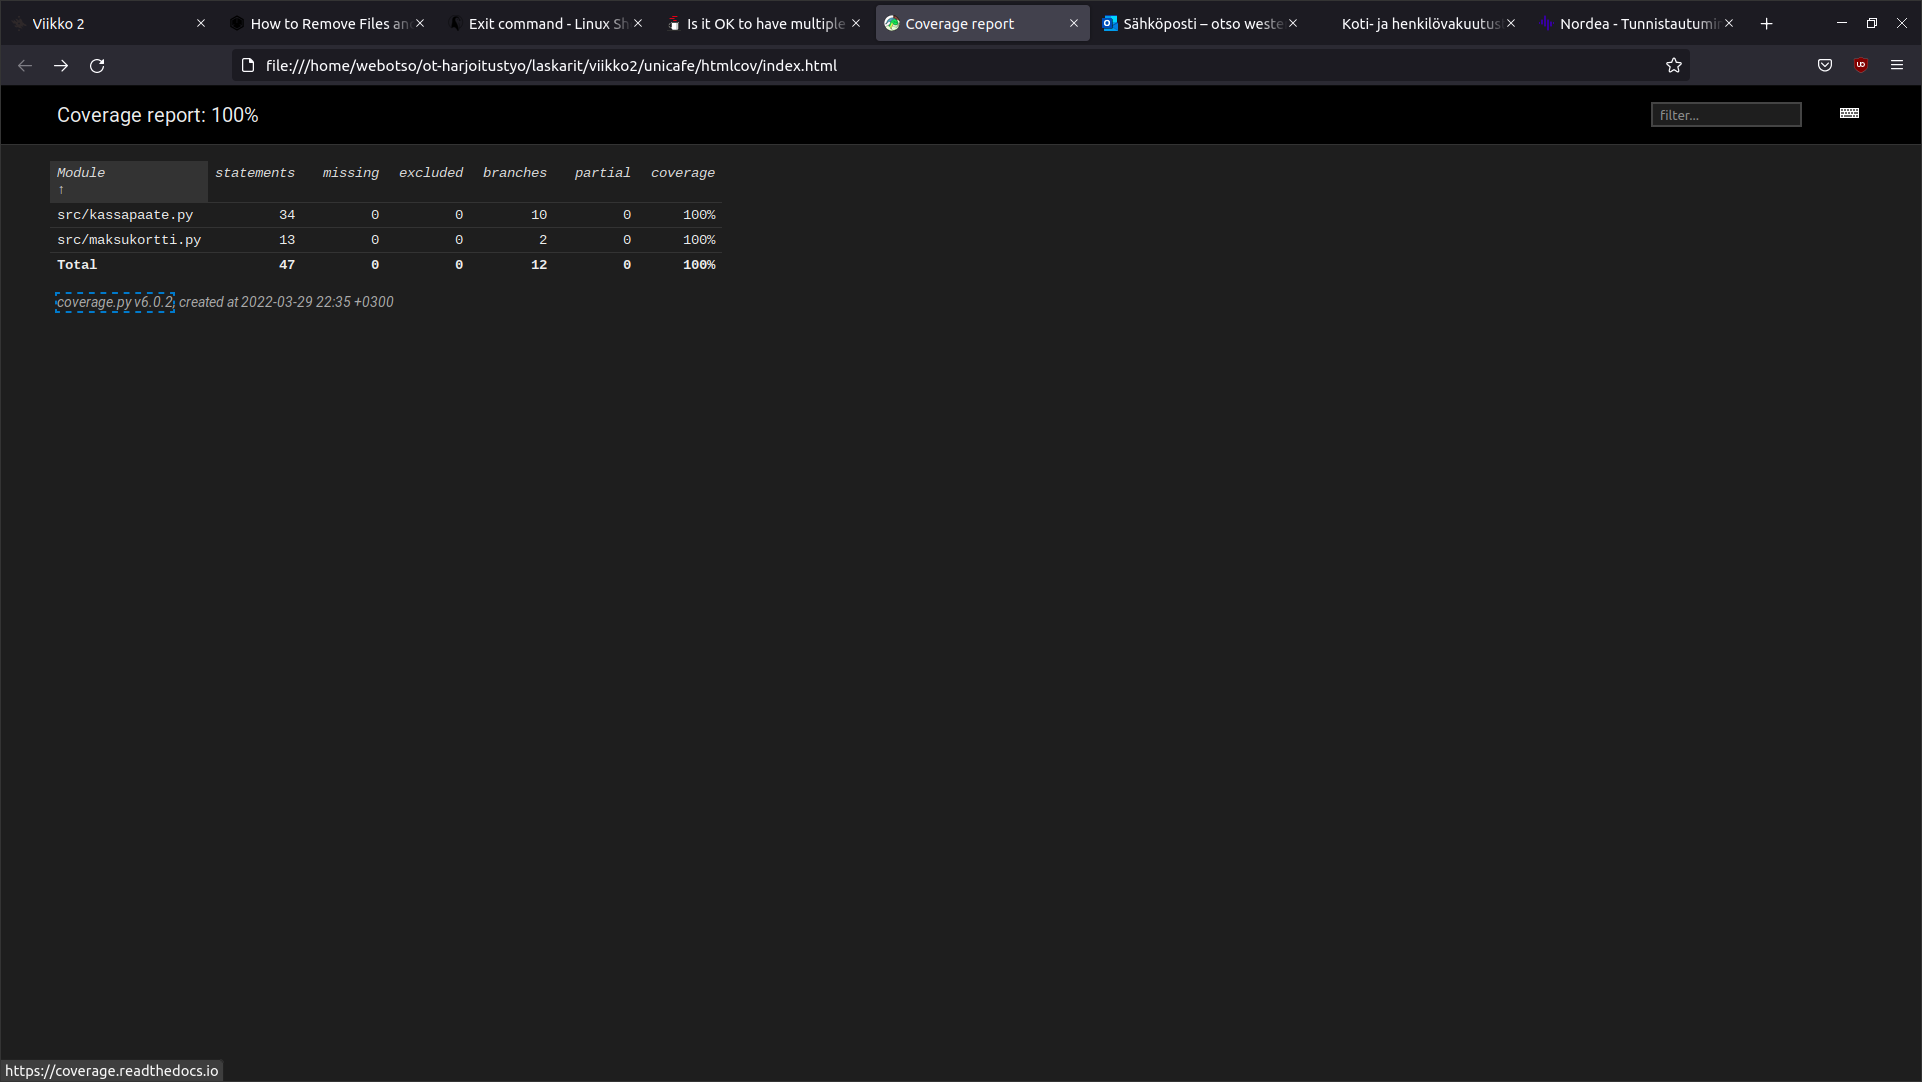 Viikko 2
How to Remove Files an
Exit command - Linux Sh
Is it OK to have multiple
Coverage report
Sähköposti – otso weste
Koti- ja henkilövakuutus
Nordea - Tunnistautumin
file:///home/webotso/ot-harjoitustyo/laskarit/viikko2/unicafe/htmlcov/index.html
Coverage report: 100%
filter...
Module ↑ statements missing excluded branches partial coverage
src/kassapaate.py 34 0 0 10 0 100%
src/maksukortti.py 13 0 0 2 0 100%
Total 47 0 0 12 0 100%
coverage.py v6.0.2, created at 2022-03-29 22:35 +0300
https://coverage.readthedocs.io